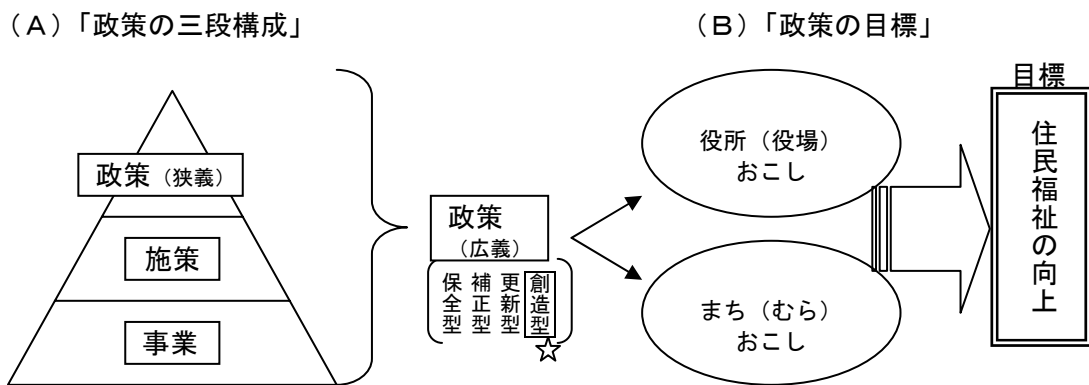 （Ａ）「政策の三段構成」
政策（狭義）
施策
事業
政策
（広義）
保全型
補正型
更新型
創造型
（Ｂ）「政策の目標」
役所（役場）
おこし
まち（むら）
おこし
目標
住民福祉の向上